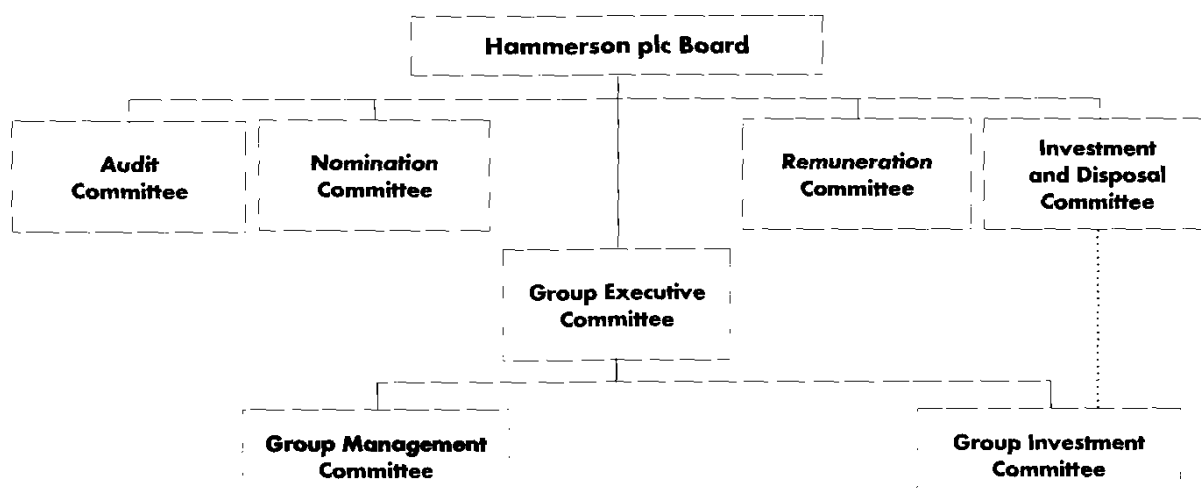 Hammerson plc Board
Audit
Committee
Nomination
Committee
Remuneration
Committee
Investment
and Disposal
Committee
Group Executive
Committee
Group Management
Committee
Group Investment
Committee